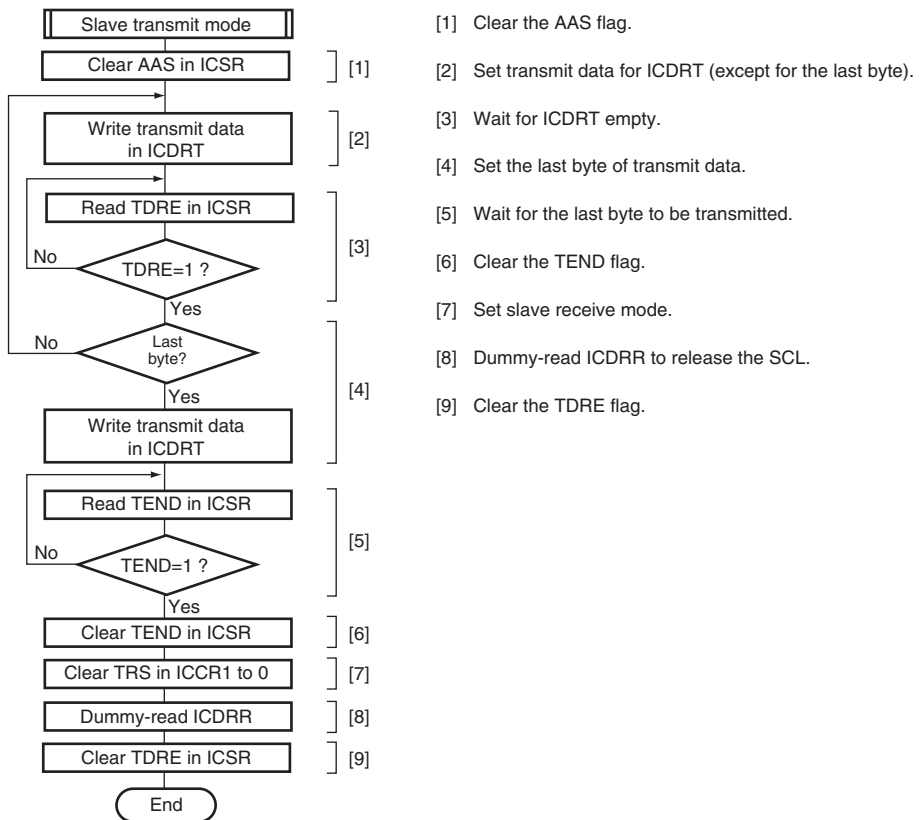 Slave transmit mode
Clear AAS in ICSR
[1]
Write transmit data
in ICDRT
[2]
Read TDRE in ICSR
No
TDRE=1 ?
[3]
Yes
No
Last
byte?
[4]
Yes
Write transmit data
in ICDRT
Read TEND in ICSR
No
TEND=1 ?
[5]
Yes
Clear TEND in ICSR
[6]
Clear TRS in ICCR1 to 0
[7]
Dummy-read ICDRR
[8]
Clear TDRE in ICSR
[9]
End
[1] Clear the AAS flag.
[2] Set transmit data for ICDRT (except for the last byte).
[3] Wait for ICDRT empty.
[4] Set the last byte of transmit data.
[5] Wait for the last byte to be transmitted.
[6] Clear the TEND flag.
[7] Set slave receive mode.
[8] Dummy-read ICDRR to release the SCL.
[9] Clear the TDRE flag.